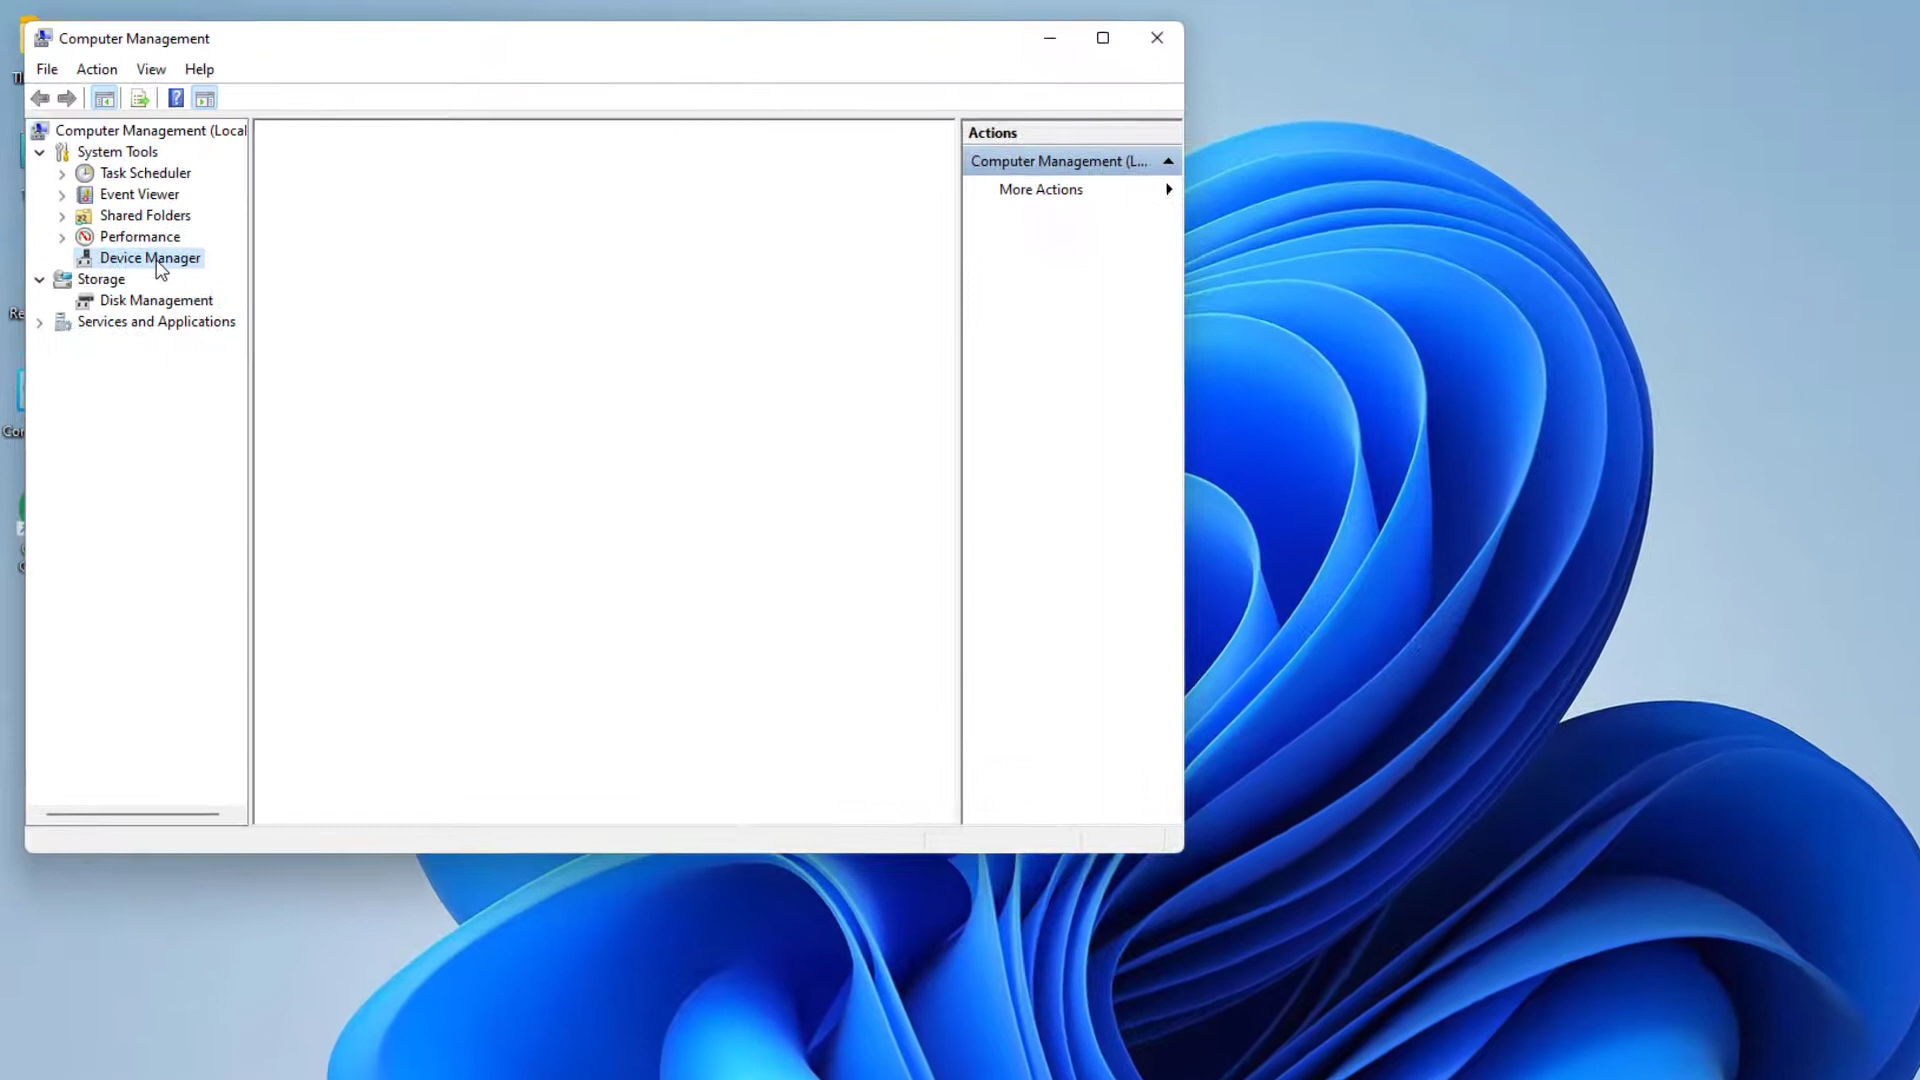 Computer Management
File Action View Help
Computer Management (Local
System Tools
Task Scheduler
Event Viewer
Shared Folders
Performance
Device Manager
Storage
Disk Management
Services and Applications
Actions
Computer Management (L...
More Actions